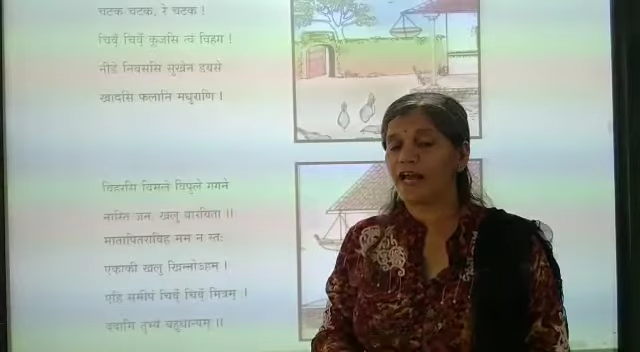 चटक चटक, रे चटक !
चिवुँ चिवुँ कूजसि त्वं विहग !
नीडे निवससि सुखेन डयसे
खादसि फलानि मधुराणि ।
विहरसि विमले विपुले गगने
नास्ति जनः खलु वारयिता ॥
मातापितराविह मम न स्तः
एकाकी खलु खिन्नोऽहम् ।
एहि समीपं चिवुँ चिवुँ मित्रम् ।
ददामि तुभ्यं बहुधान्यम् ॥